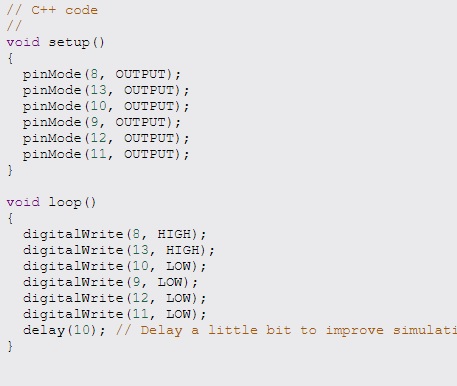 // C++ code
//
void setup()
{
  pinMode(8, OUTPUT);
  pinMode(13, OUTPUT);
  pinMode(10, OUTPUT);
  pinMode(9, OUTPUT);
  pinMode(12, OUTPUT);
  pinMode(11, OUTPUT);
}

void loop()
{
  digitalWrite(8, HIGH);
  digitalWrite(13, HIGH);
  digitalWrite(10, LOW);
  digitalWrite(9, LOW);
  digitalWrite(12, LOW);
  digitalWrite(11, LOW);
  delay(10); // Delay a little bit to improve simulati
}